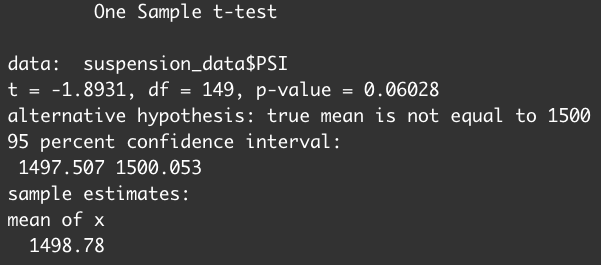 One Sample t-test
data:  suspension_data$PSI
t = -1.8931, df = 149, p-value = 0.06028
alternative hypothesis: true mean is not equal to 1500
95 percent confidence interval:
1497.507 1500.053
sample estimates:
mean of x
1498.78